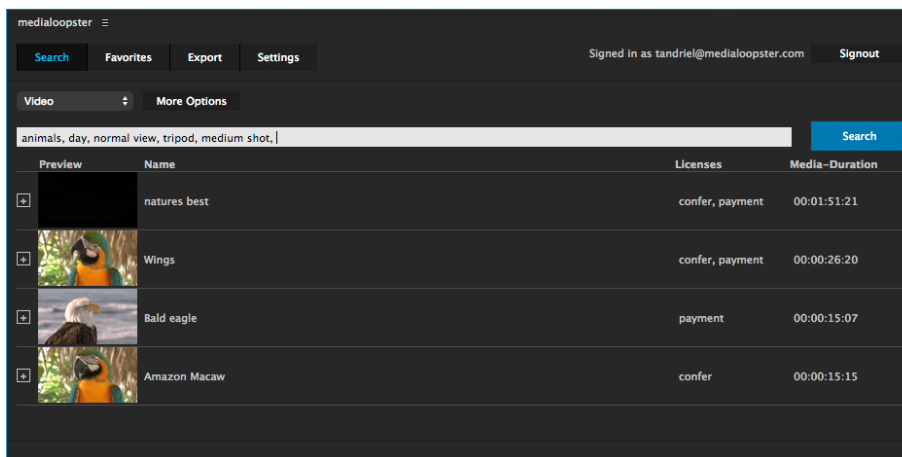 medialoopster
Search Favorites Export Settings Signed in as tandriel@medialoopster.com Signout
Video More Options
animals, day, normal view, tripod, medium shot, Search
Preview Name Licenses Media-Duration
natures best confer, payment 00:01:51:21
Wings confer, payment 00:00:26:20
Bald eagle payment 00:00:15:07
Amazon Macaw confer 00:00:15:15